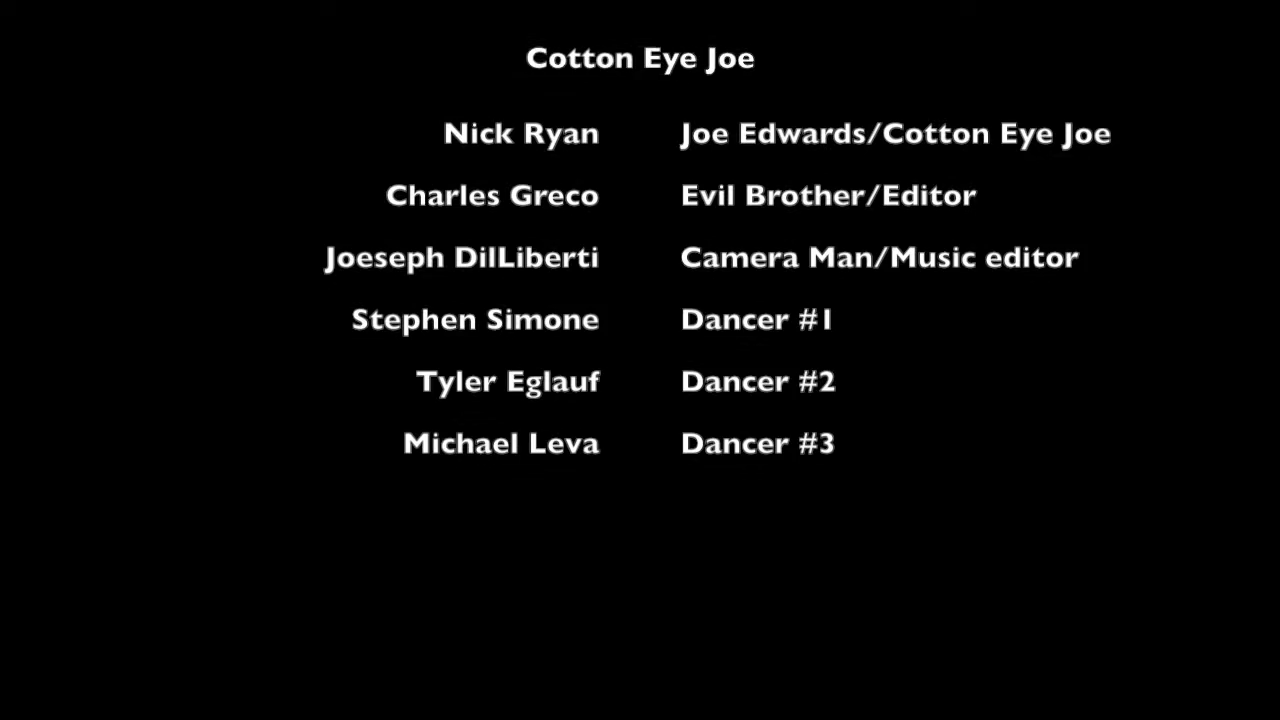 Cotton Eye Joe
Nick Ryan Joe Edwards/Cotton Eye Joe
Charles Greco Evil Brother/Editor
Joeseph DilLiberti Camera Man/Music editor
Stephen Simone Dancer #1
Tyler Eglauf Dancer #2
Michael Leva Dancer #3